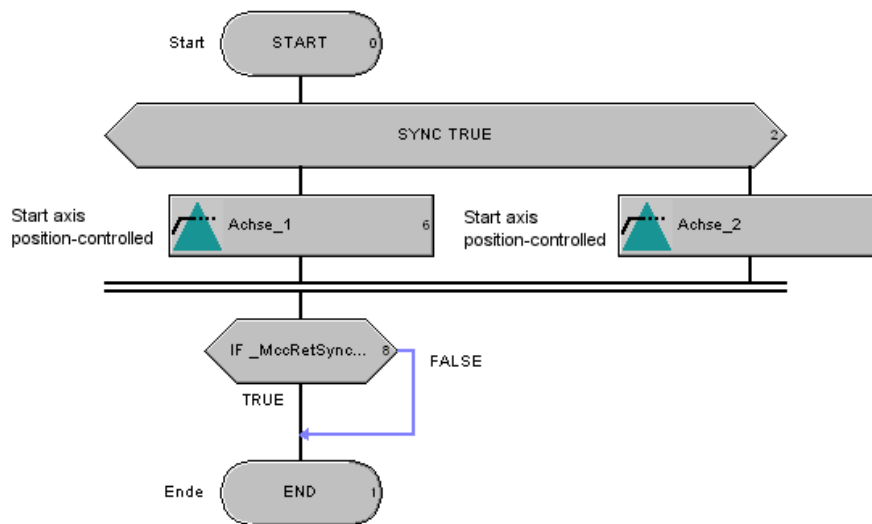 Start
START
0
SYNC TRUE
2
Start axis
position-controlled
Achse_1
6
Start axis
position-controlled
Achse_2
IF _MccRetSync...
8
FALSE
TRUE
Ende
END
1